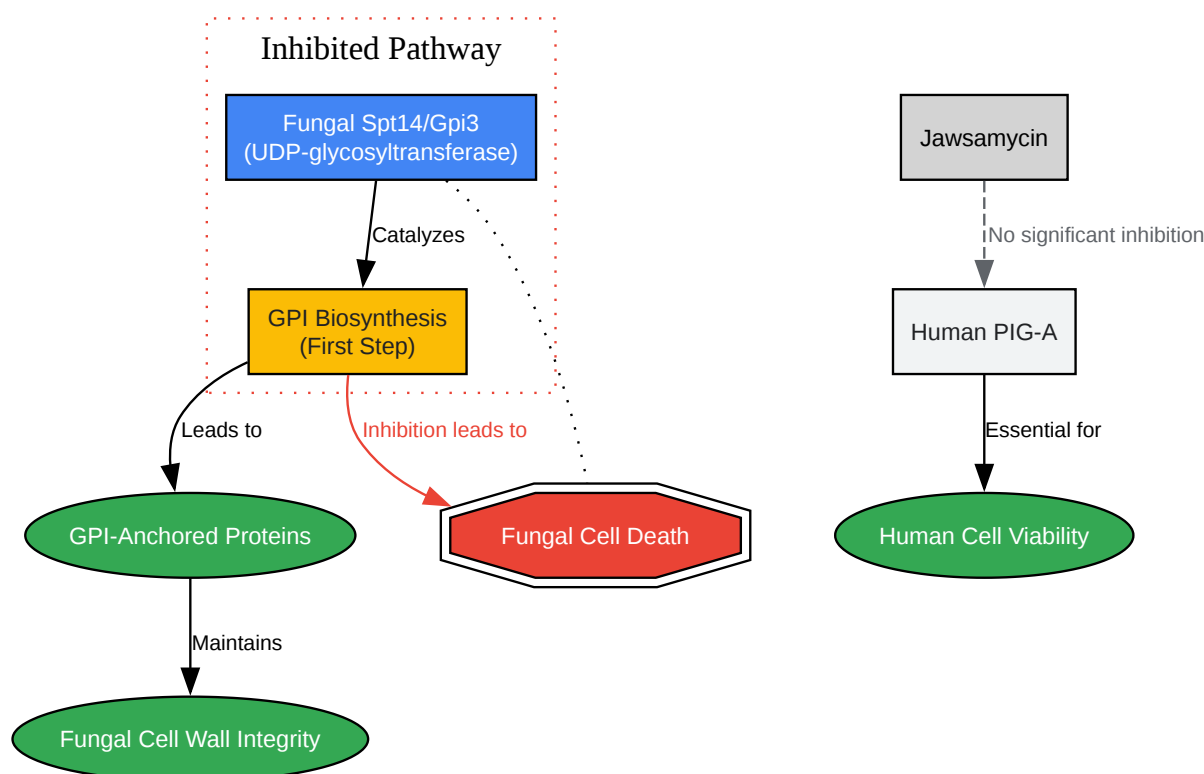 Inhibited Pathway
Fungal Spt14/Gpi3
(UDP-glycosyltransferase)
Jawsamycin
Catalyzes
No significant inhibition
GPI Biosynthesis
(First Step)
Human PIG-A
Leads to
Inhibition leads to
Essential for
GPI-Anchored Proteins
Fungal Cell Death
Human Cell Viability
Maintains
Fungal Cell Wall Integrity